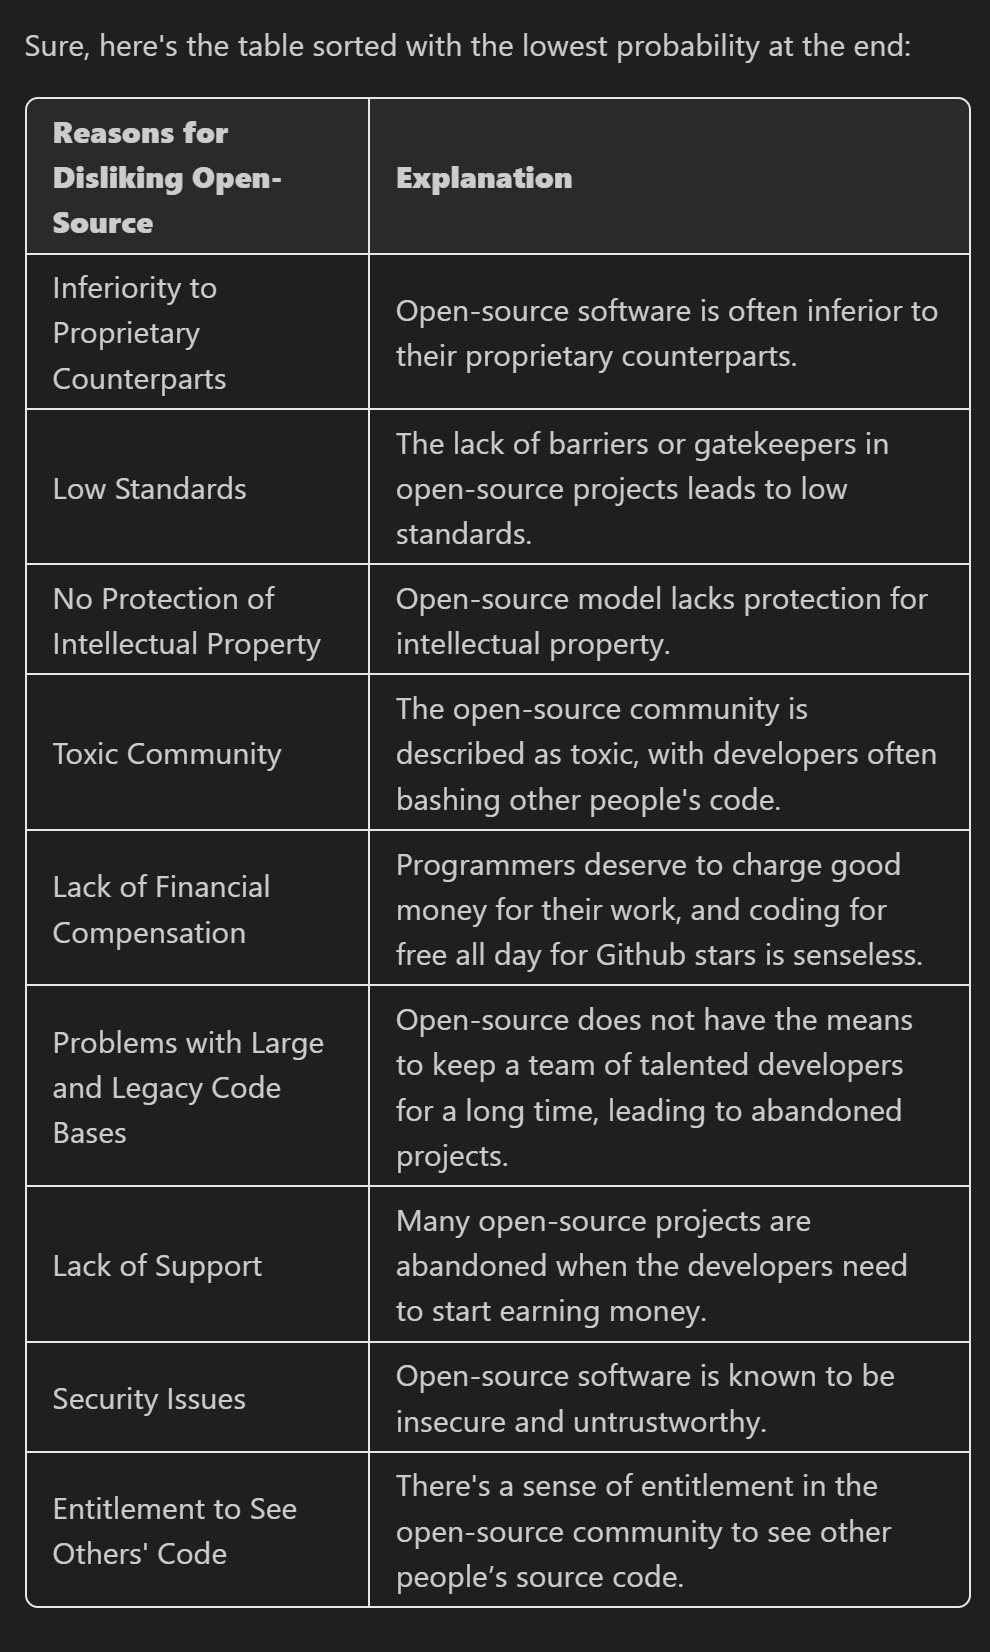 Sure, here's the table sorted with the lowest probability at the end:
Reasons for
Disliking Open-
Source
Explanation
Inferiority to
Proprietary
Counterparts
Open-source software is often inferior to
their proprietary counterparts.
Low Standards
The lack of barriers or gatekeepers in
open-source projects leads to low
standards.
No Protection of
Intellectual Property
Open-source model lacks protection for
intellectual property.
Toxic Community
The open-source community is
described as toxic, with developers often
bashing other people's code.
Lack of Financial
Compensation
Programmers deserve to charge good
money for their work, and coding for
free all day for Github stars is senseless.
Problems with Large
and Legacy Code
Bases
Open-source does not have the means
to keep a team of talented developers
for a long time, leading to abandoned
projects.
Lack of Support
Many open-source projects are
abandoned when the developers need
to start earning money.
Security Issues
Open-source software is known to be
insecure and untrustworthy.
Entitlement to See
Others' Code
There's a sense of entitlement in the
open-source community to see other
people’s source code.